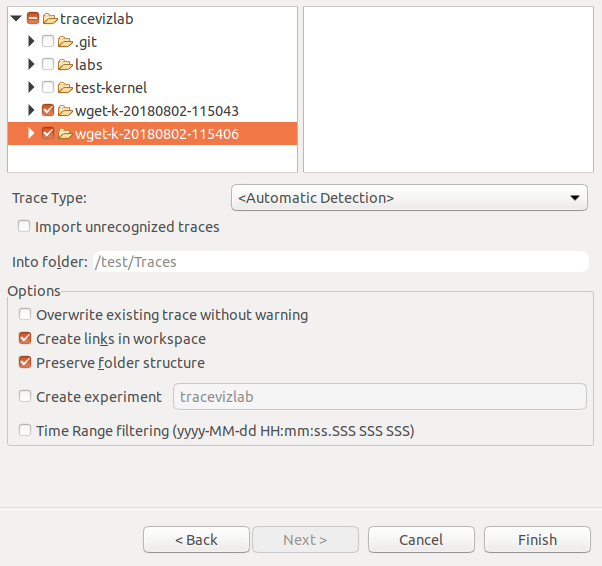 tracevizlab
.git
labs
test-kernel
wget-k-20180802-115043
wget-k-20180802-115406
Trace Type: <Automatic Detection>
Import unrecognized traces
Into folder: /test/Traces
Options
Overwrite existing trace without warning
Create links in workspace
Preserve folder structure
Create experiment tracevizlab
Time Range filtering (yyyy-MM-dd HH:mm:ss.SSS SSS SSS)
< Back Next > Cancel Finish